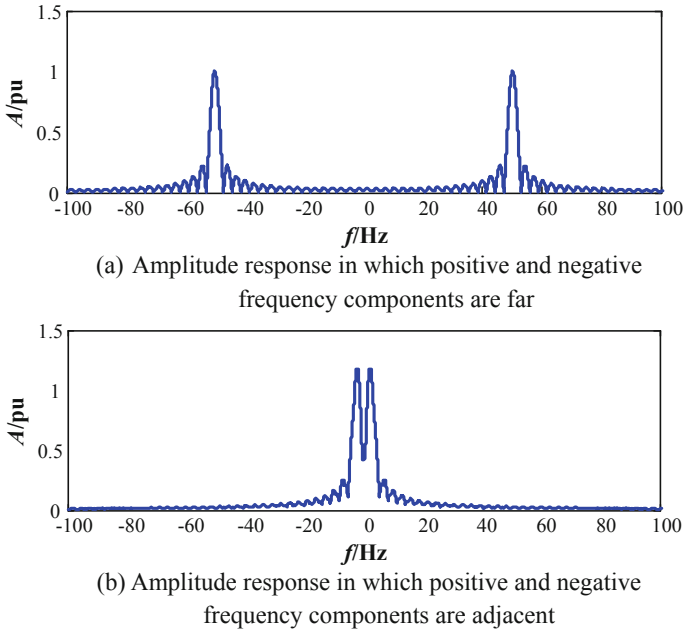 1.5
1
0.5
0
A/pu
-100 -80 -60 -40 -20 0 20 40 60 80 100
f/Hz
(a) Amplitude response in which positive and negative
frequency components are far
1.5
1
0.5
0
A/pu
-100 -80 -60 -40 -20 0 20 40 60 80 100
f/Hz
(b) Amplitude response in which positive and negative
frequency components are adjacent